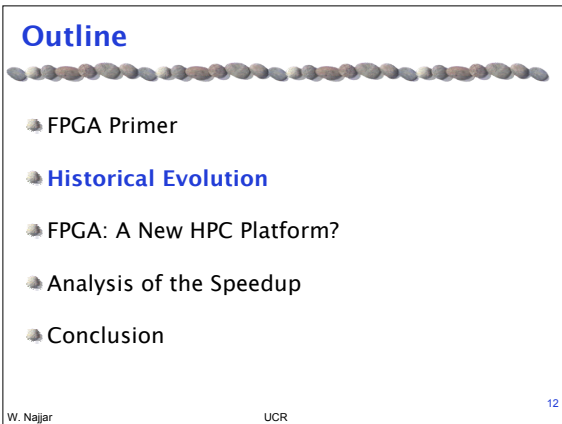 Outline
FPGA Primer
Historical Evolution
FPGA: A New HPC Platform?
Analysis of the Speedup
Conclusion
W. Najjar
UCR
12